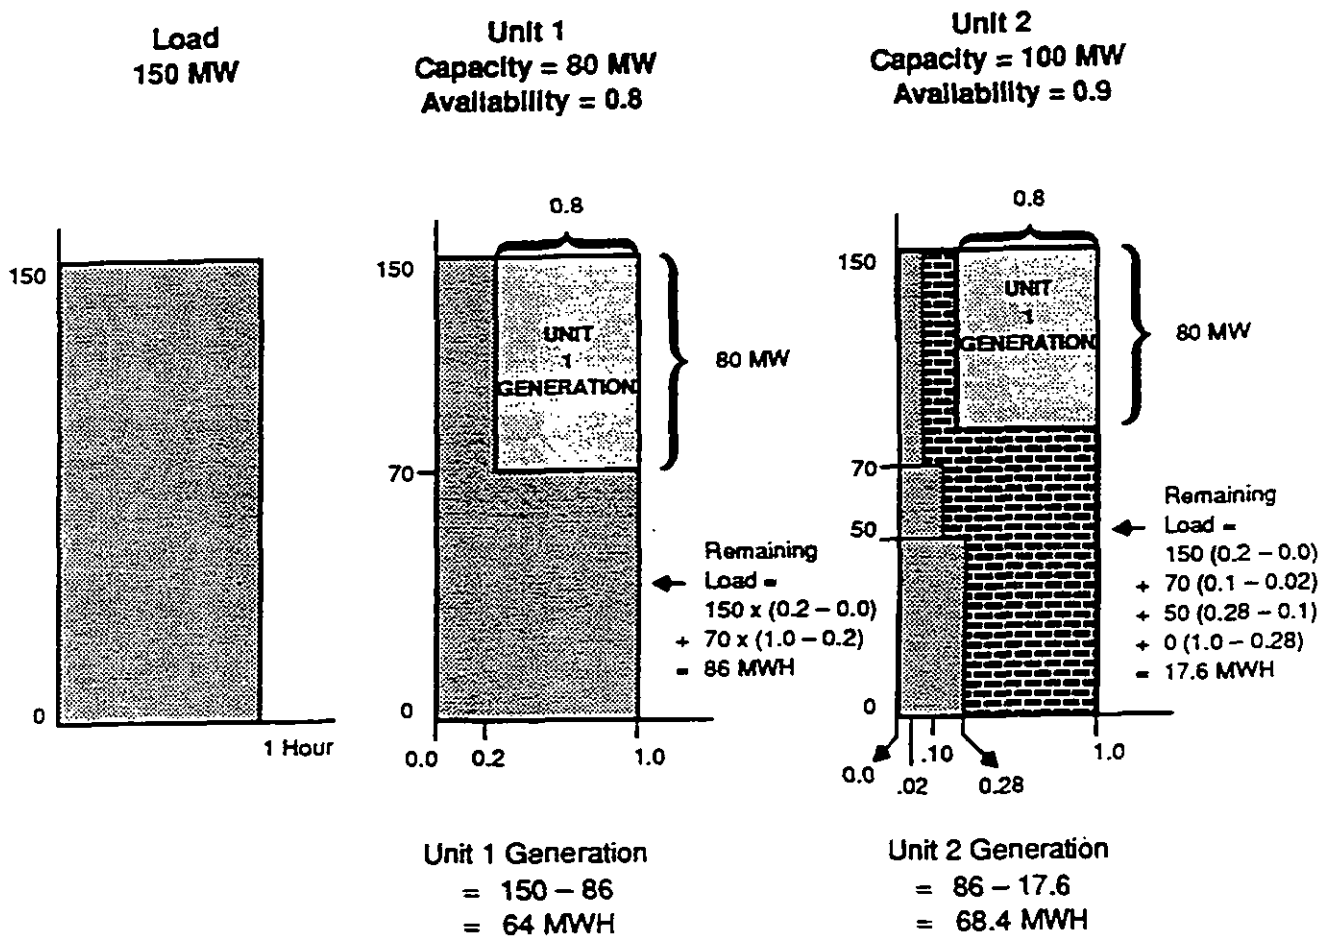 Load
150 MW
Unit 1
Capacity = 80 MW
Availability = 0.8
Unit 2
Capacity = 100 MW
Availability = 0.9
150
0
1 Hour
0.8
150
UNIT
1
GENERATION
80 MW
70
Remaining
Load =
150 x (0.2 – 0.0)
+ 70 x (1.0 – 0.2)
= 86 MWH
0
0.0
0.2
1.0
Unit 1 Generation
= 150 – 86
= 64 MWH
0.8
150
UNIT
1
GENERATION
80 MW
70
50
Remaining
Load =
150 (0.2 – 0.0)
+ 70 (0.1 – 0.02)
+ 50 (0.28 – 0.1)
+ 0 (1.0 – 0.28)
= 17.6 MWH
0
0.0
.02
.10
0.28
1.0
Unit 2 Generation
= 86 – 17.6
= 68.4 MWH